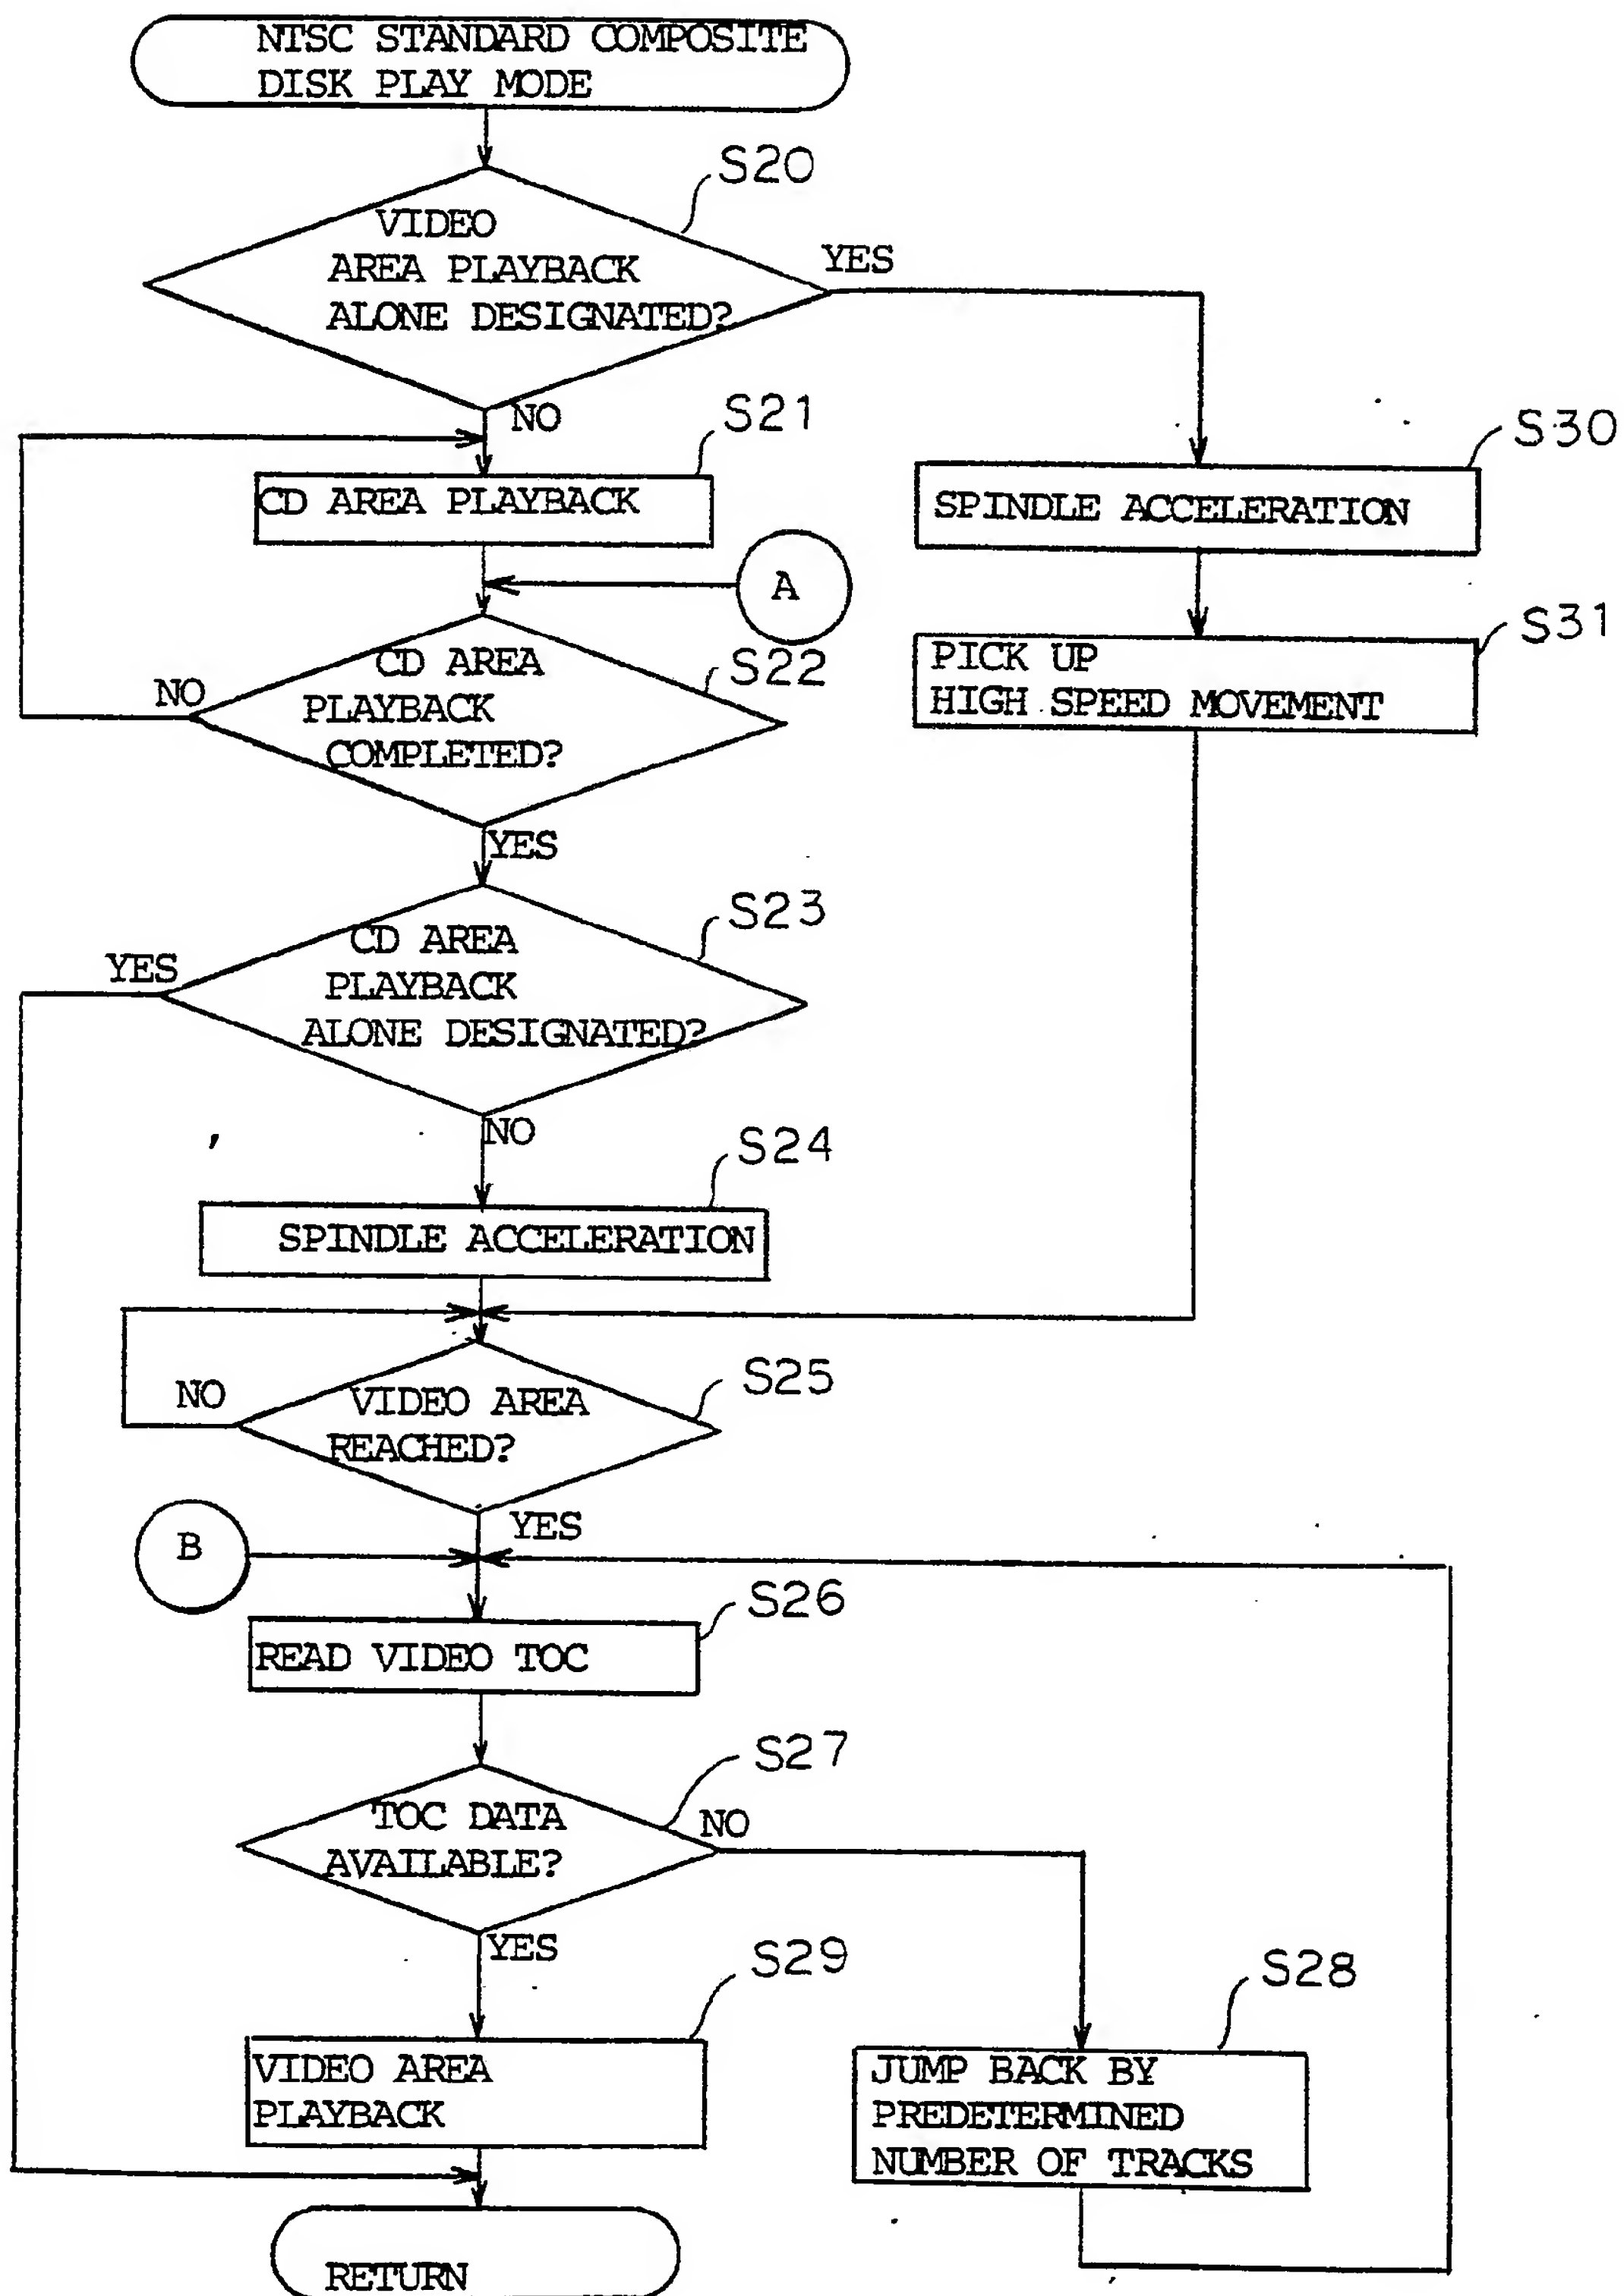 NTSC STANDARD COMPOSITE
DISK PLAY MODE
S20
VIDEO
AREA PLAYBACK
ALONE DESIGNATED?
YES
NO
S21
CD AREA PLAYBACK
S30
SPINDLE ACCELERATION
A
S31
PICK UP
HIGH SPEED MOVEMENT
S22
CD AREA
PLAYBACK
COMPLETED?
NO
YES
S23
CD AREA
PLAYBACK
ALONE DESIGNATED?
YES
NO
S24
SPINDLE ACCELERATION
S25
VIDEO AREA
REACHED?
NO
YES
B
S26
READ VIDEO TOC
S27
TOC DATA
AVAILABLE?
NO
YES
S29
VIDEO AREA
PLAYBACK
S28
JUMP BACK BY
PREDETERMINED
NUMBER OF TRACKS
RETURN